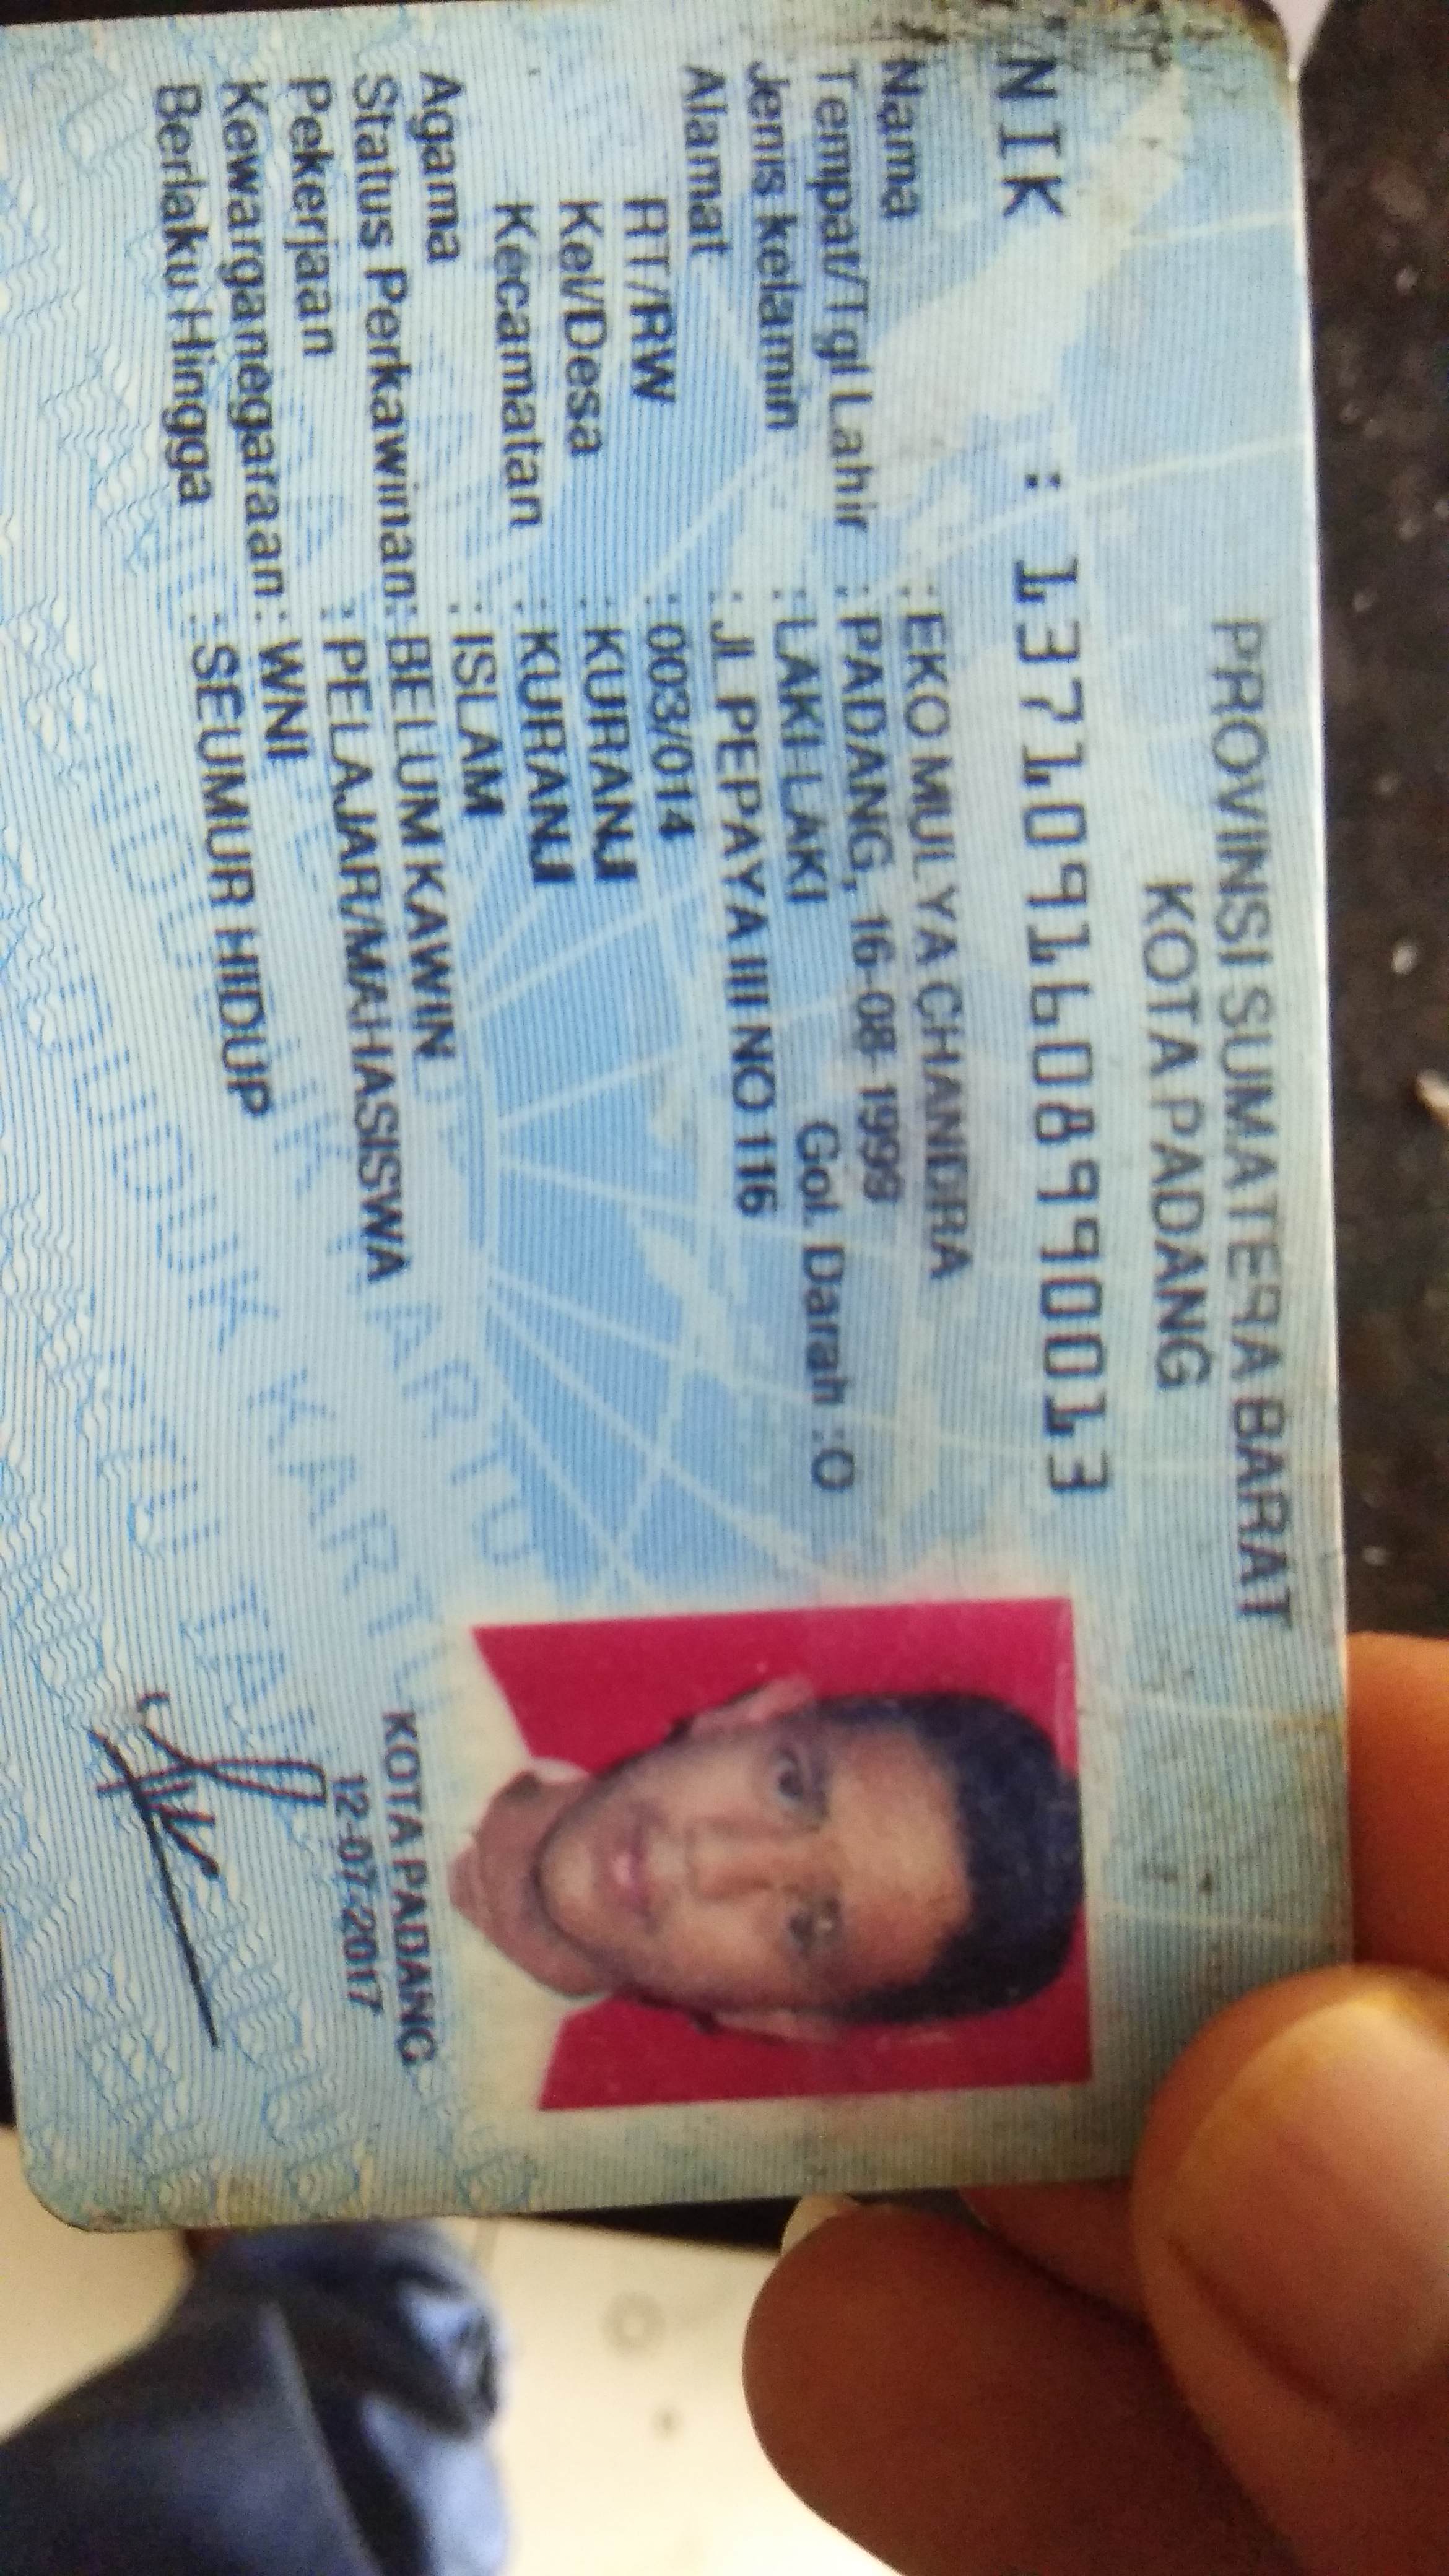 PROVINSI SUMATERA BARAT
KOTA PADANG
NIK : 1371091608990013
Nama : EKO MULYA CHANDRA
Tempat/Tgl Lahir : PADANG, 16-08-1999
Jenis kelamin : LAKI-LAKI Gol. Darah : O
Alamat : JL PEPAYA III NO 116
RT/RW : 003/014
Kel/Desa : KURANJI
Kecamatan : KURANJI
Agama : ISLAM
Status Perkawinan: BELUM KAWIN
Pekerjaan : PELAJAR/MAHASISWA
Kewarganegaraan: WNI
Berlaku Hingga : SEUMUR HIDUP
KOTA PADANG
12-07-2017